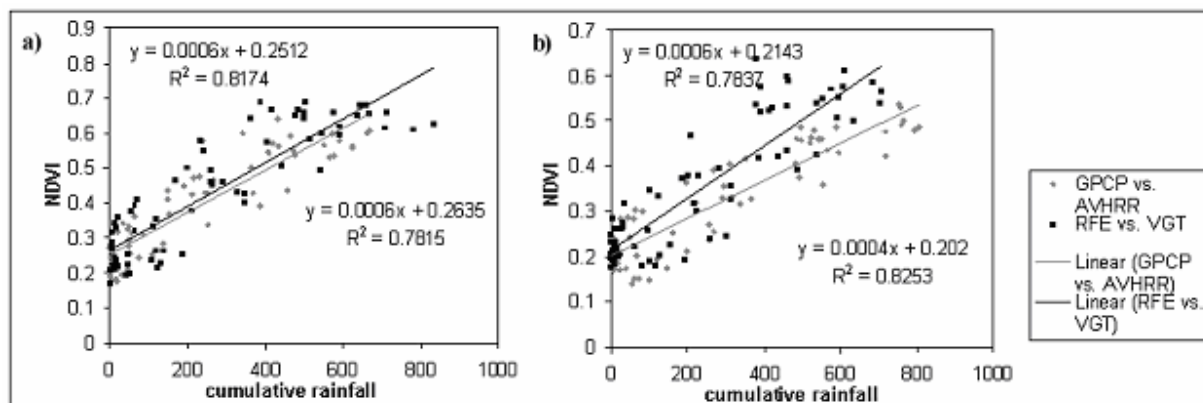 a)
NDVI
0.9
0.8
0.7
0.6
0.5
0.4
0.3
0.2
0.1
0
y = 0.0006x + 0.2512
R² = 0.8174
y = 0.0006x + 0.2635
R² = 0.7815
0 200 400 600 800 1000
cumulative rainfall
b)
NDVI
0.7
0.6
0.5
0.4
0.3
0.2
0.1
0
y = 0.0006x + 0.2143
R² = 0.7837
y = 0.0004x + 0.202
R² = 0.8253
0 200 400 600 800 1000
cumulative rainfall
GPCP vs.
AVHRR
RFE vs. VGT
Linear (GPCP
vs. AVHRR)
Linear (RFE vs.
VGT)